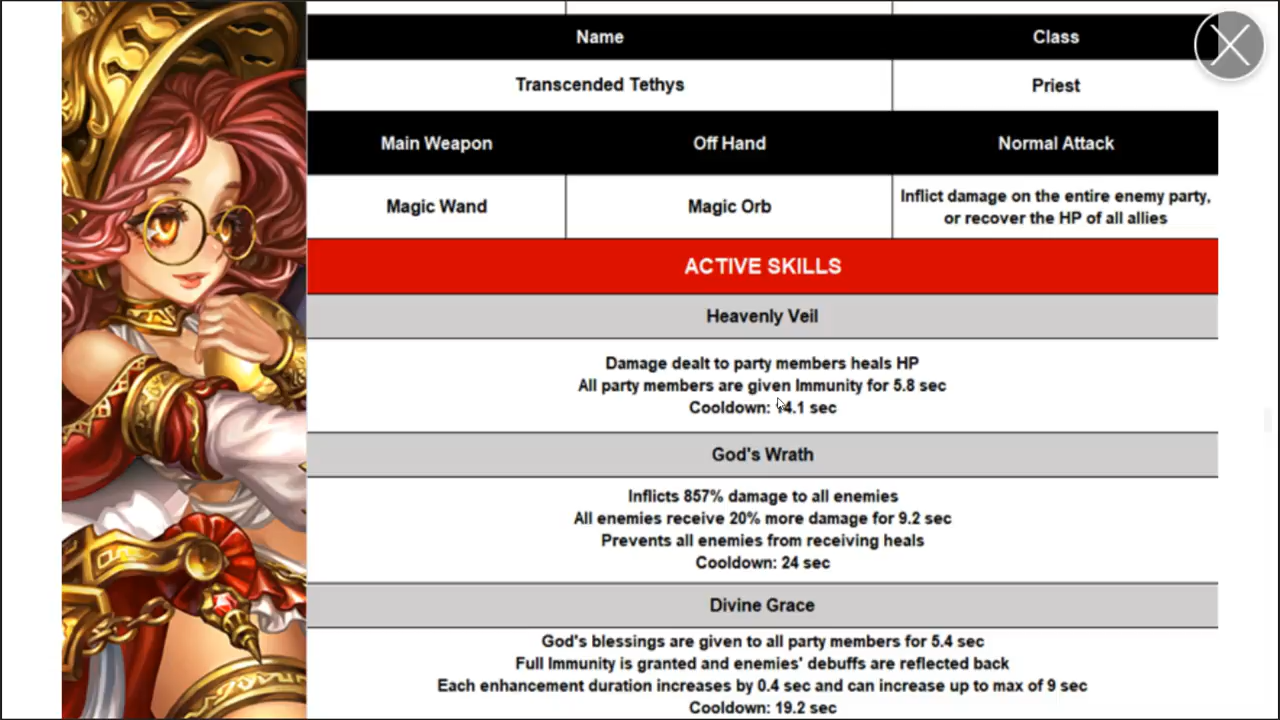 Name Class
Transcended Tethys Priest
Main Weapon Off Hand Normal Attack
Magic Wand Magic Orb Inflict damage on the entire enemy party,
or recover the HP of all allies
ACTIVE SKILLS
Heavenly Veil
Damage dealt to party members heals HP
All party members are given Immunity for 5.8 sec
Cooldown: sec
God's Wrath
Inflicts 857% damage to all enemies
All enemies receive 20% more damage for 9.2 sec
Prevents all enemies from receiving heals
Cooldown: 24 sec
Divine Grace
God's blessings are given to all party members for 5.4 sec
Full Immunity is granted and enemies' debuffs are reflected back
Each enhancement duration increases by 0.4 sec and can increase up to max of 9 sec
Cooldown: 19.2 sec